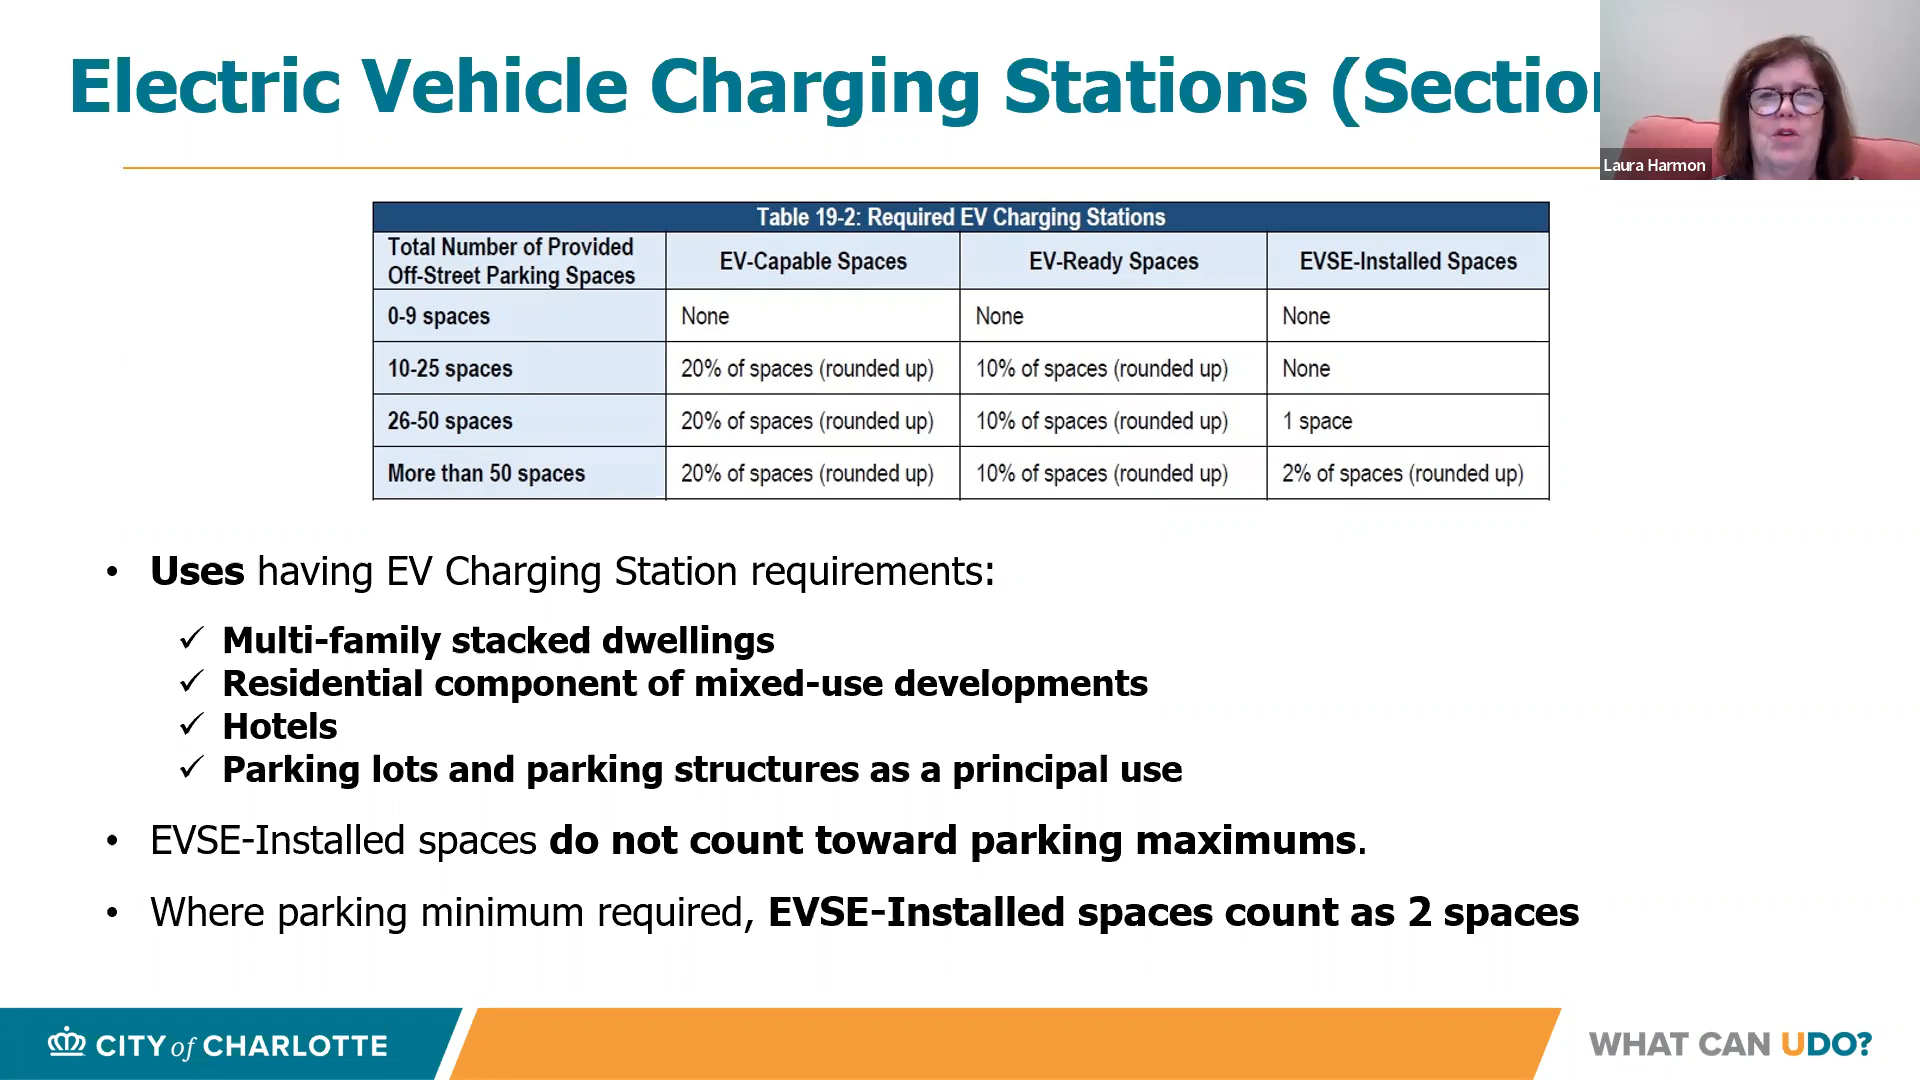 Electric Vehicle Charging Stations (Section
Laura Harmon
Table 19-2: Required EV Charging Stations
Total Number of Provided Off-Street Parking Spaces EV-Capable Spaces EV-Ready Spaces EVSE-Installed Spaces
0-9 spaces None None None
10-25 spaces 20% of spaces (rounded up) 10% of spaces (rounded up) None
26-50 spaces 20% of spaces (rounded up) 10% of spaces (rounded up) 1 space
More than 50 spaces 20% of spaces (rounded up) 10% of spaces (rounded up) 2% of spaces (rounded up)
• Uses having EV Charging Station requirements:
✓ Multi-family stacked dwellings
✓ Residential component of mixed-use developments
✓ Hotels
✓ Parking lots and parking structures as a principal use
• EVSE-Installed spaces do not count toward parking maximums.
• Where parking minimum required, EVSE-Installed spaces count as 2 spaces
CITY of CHARLOTTE
WHAT CAN UDO?